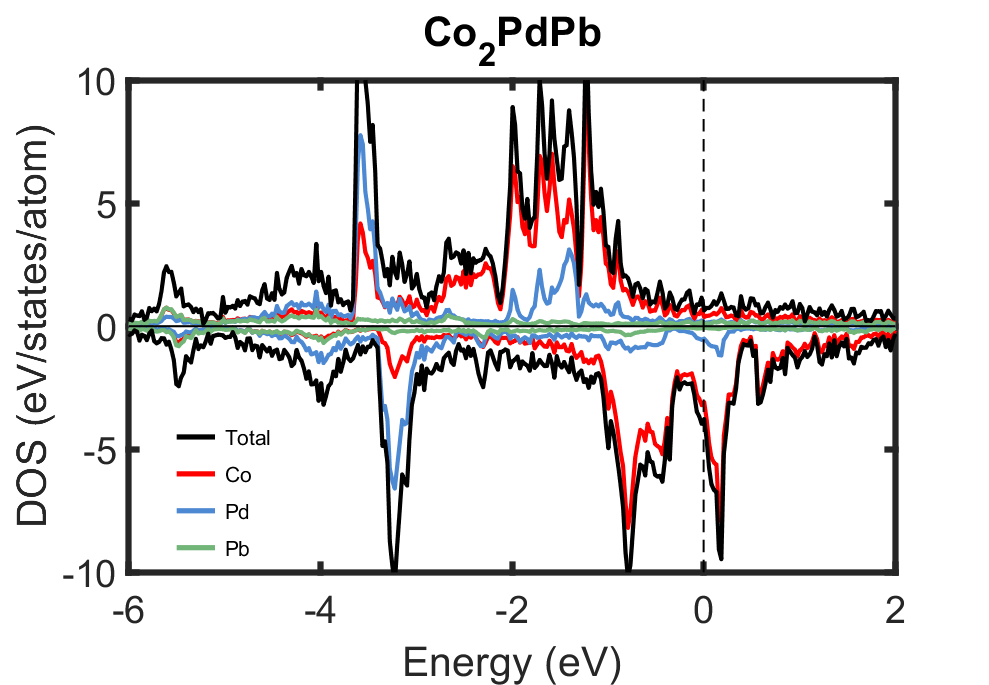 Co₂PdPb
DOS (eV/states/atom)
10
5
0
-5
-10
Total
Co
Pd
Pb
-6 -4 -2 0 2
Energy (eV)